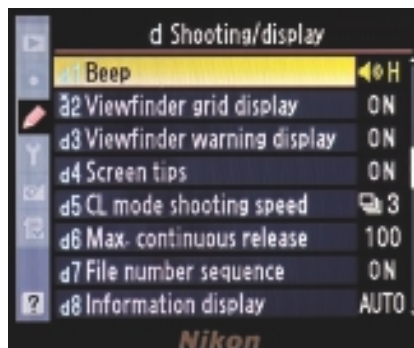 d Shooting/display
d1 Beep H
d2 Viewfinder grid display ON
d3 Viewfinder warning display ON
d4 Screen tips ON
d5 CL mode shooting speed 3
d6 Max. continuous release 100
d7 File number sequence ON
? d8 Information display AUTO
Nikon